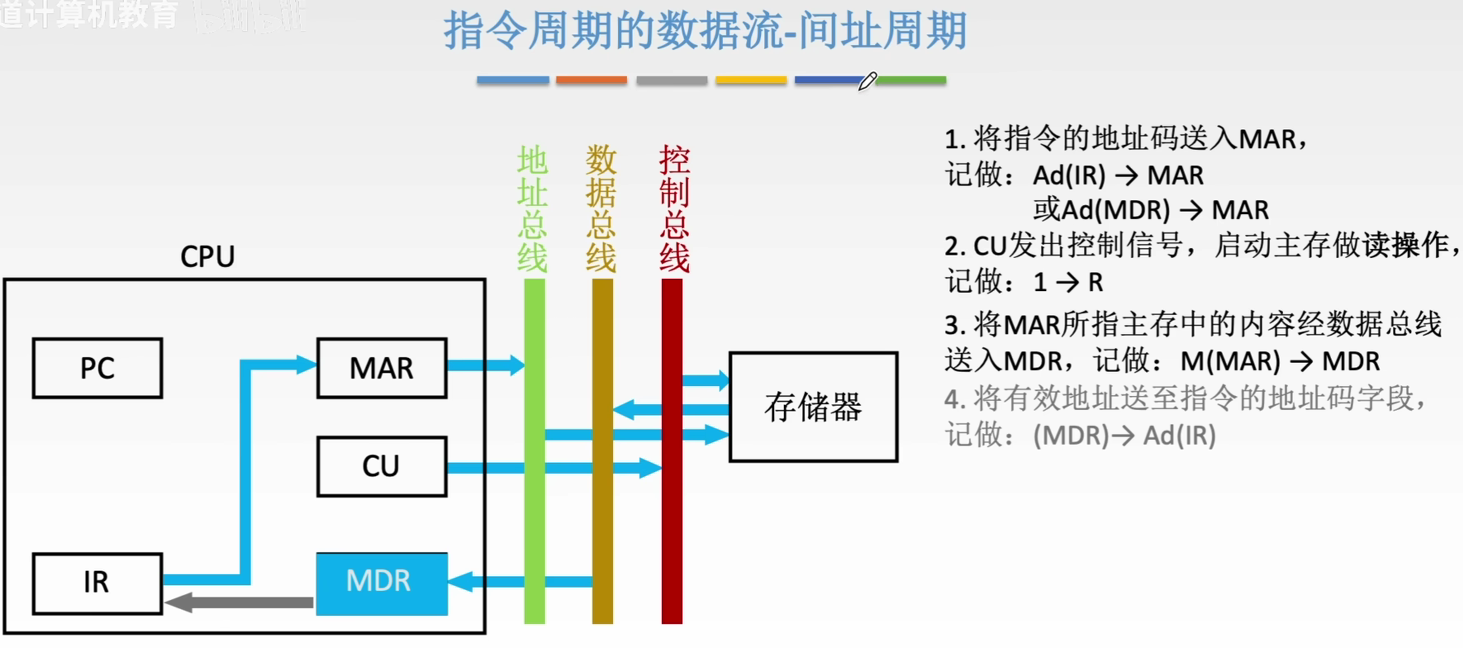 道计算机教育
指令周期的数据流-间址周期
地址总线
数据总线
控制总线
CPU
PC
MAR
CU
IR
MDR
存储器
1. 将指令的地址码送入MAR，
记做：Ad(IR) → MAR
或Ad(MDR) → MAR
2. CU发出控制信号，启动主存做读操作，
记做：1 → R
3. 将MAR所指主存中的内容经数据总线
送入MDR，记做：M(MAR) → MDR
4. 将有效地址送至指令的地址码字段，
记做：(MDR)→ Ad(IR)